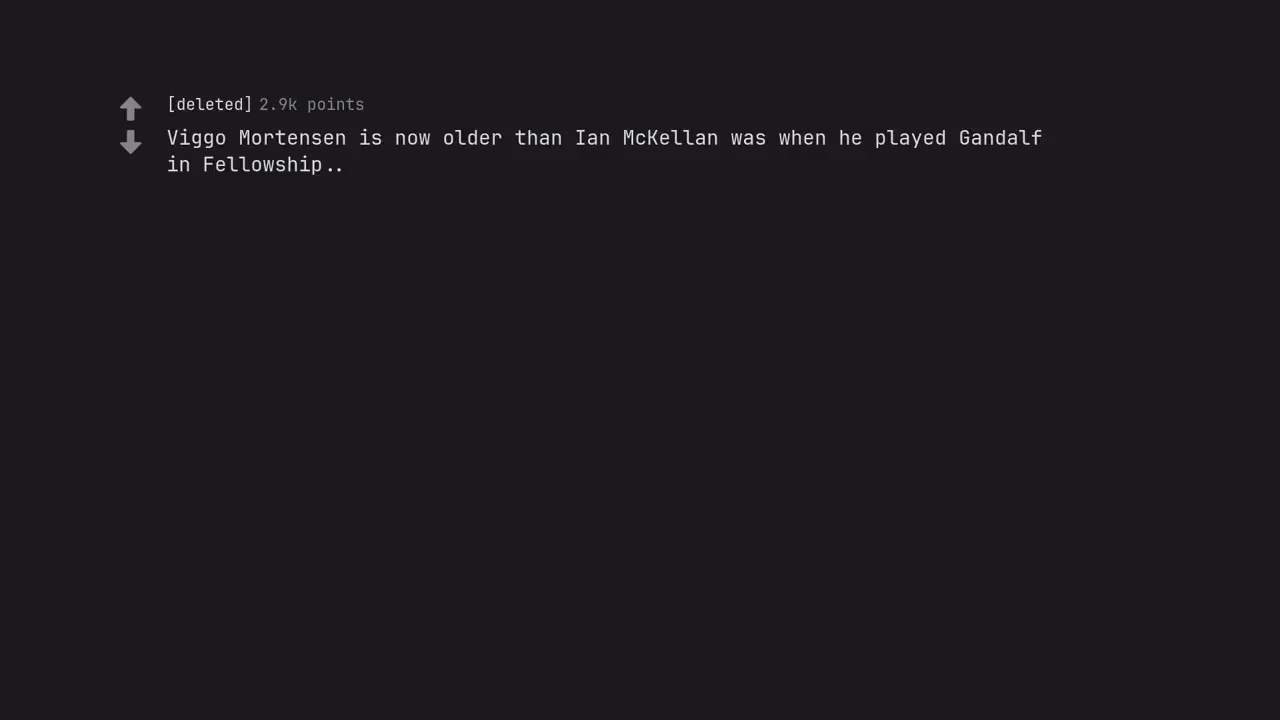 [deleted] 2.9k points
Viggo Mortensen is now older than Ian McKellan was when he played Gandalf
in Fellowship..